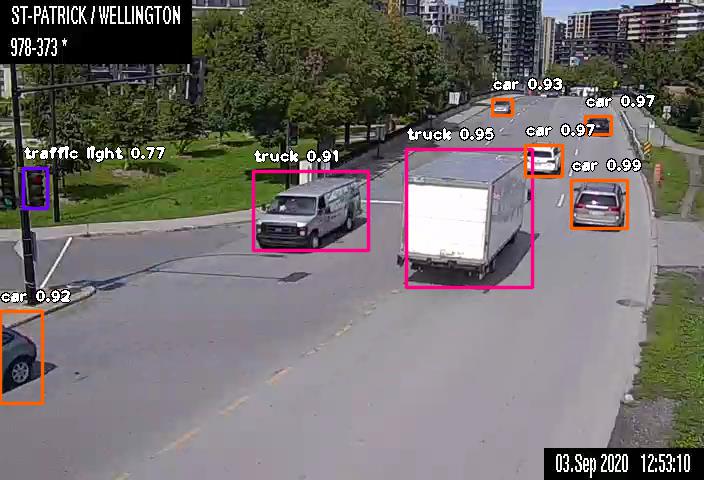 ST-PATRICK / WELLINGTON
978-373 *
car 0.93
car 0.97
truck 0.95
car 0.97
traffic light 0.77
truck 0.91
car 0.99
car 0.92
03.Sep 2020 12:53:10